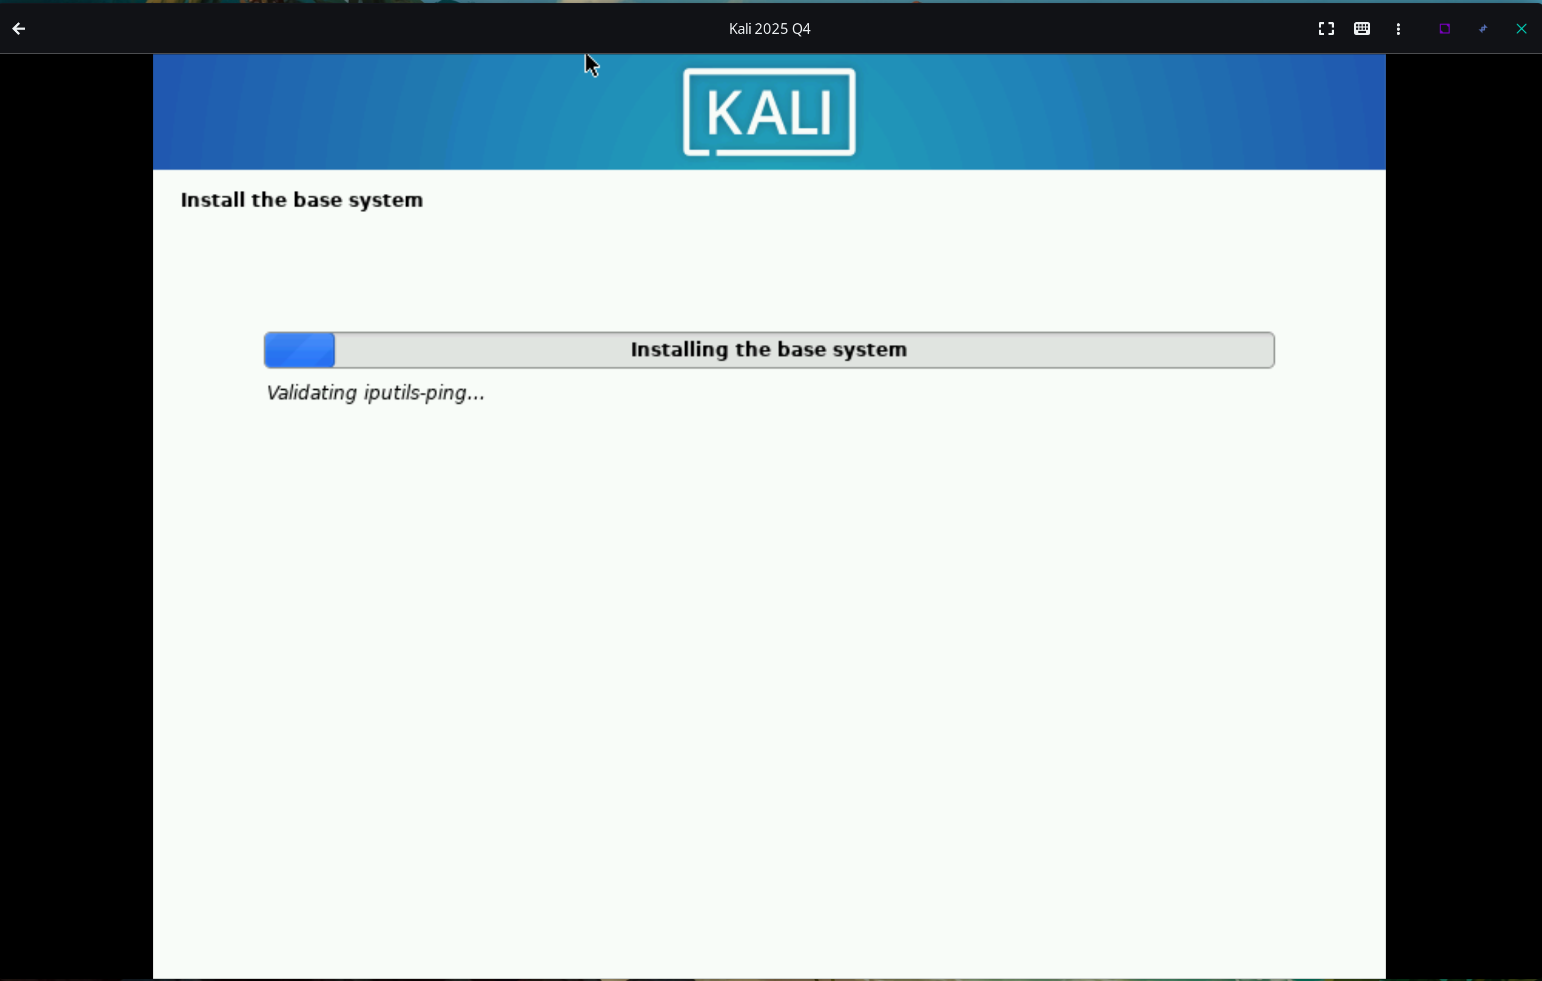 Kali 2025 Q4
KALI
Install the base system
Installing the base system
Validating iputils-ping...